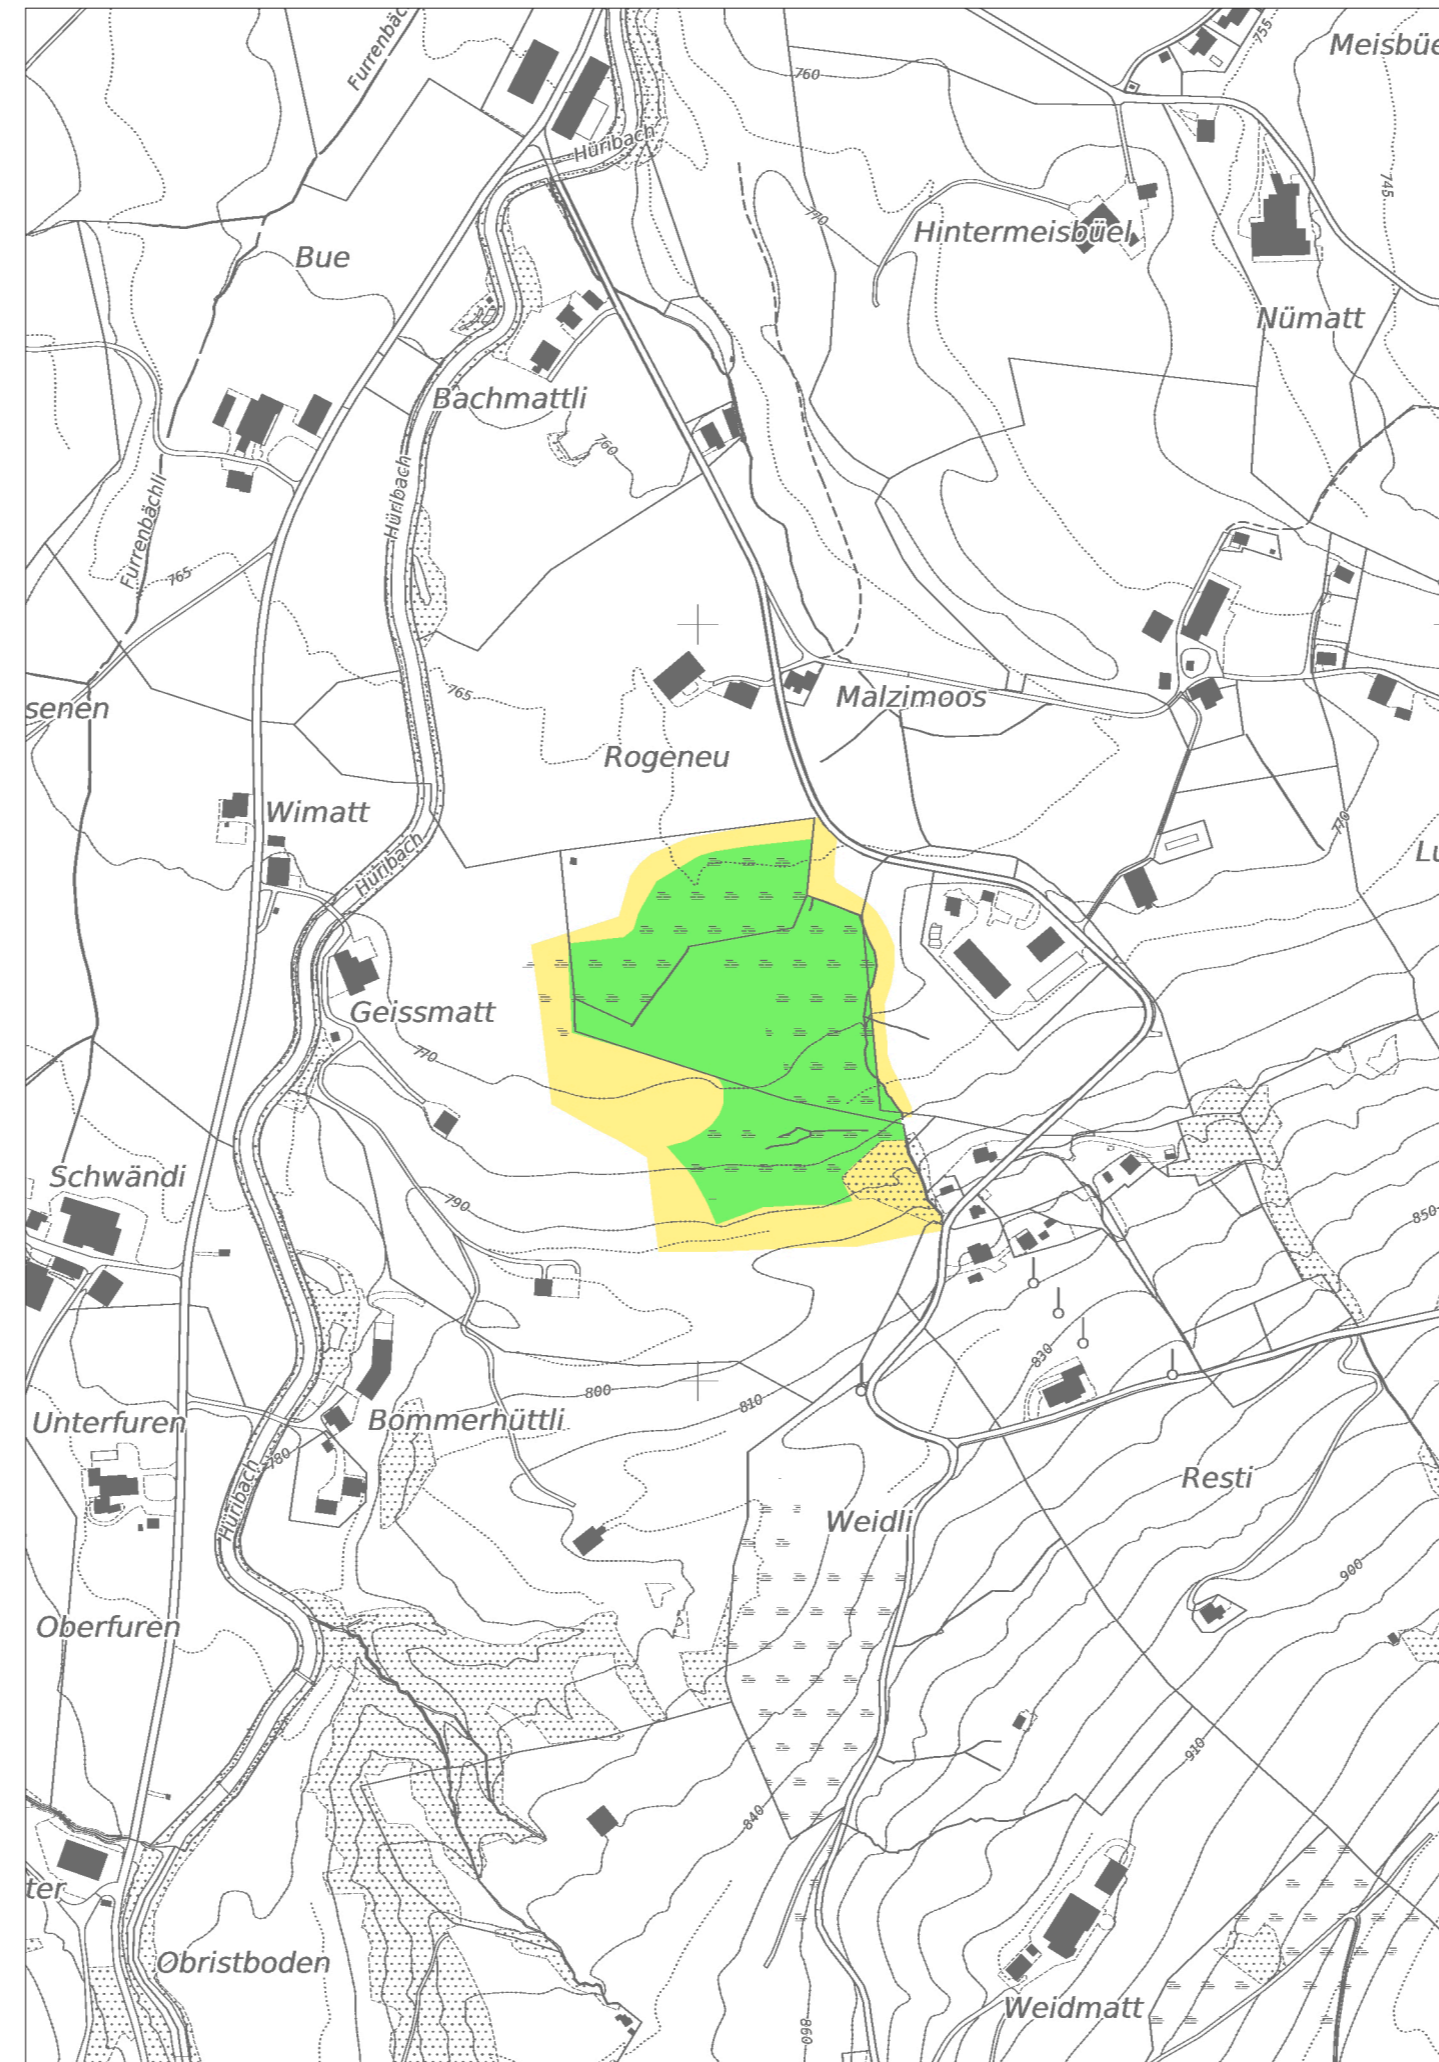 Furrenbäc
755
Meisbüe
760
Hüribach
745
770
Hintermeisbüel
Bue
Nümatt
Bachmattli
760
Hüribach
Furrenbächli
765
765
senen
Malzimoos
Rogeneu
Wimatt
770
Hüribach
Lu
Geissmatt
770
Schwändi
790
850
830
800
810
Unterfuren
Bommerhüttli
780
Hüribach
Resti
Weidli
900
Oberfuren
910
840
ter
Obristboden
Weidmatt
860